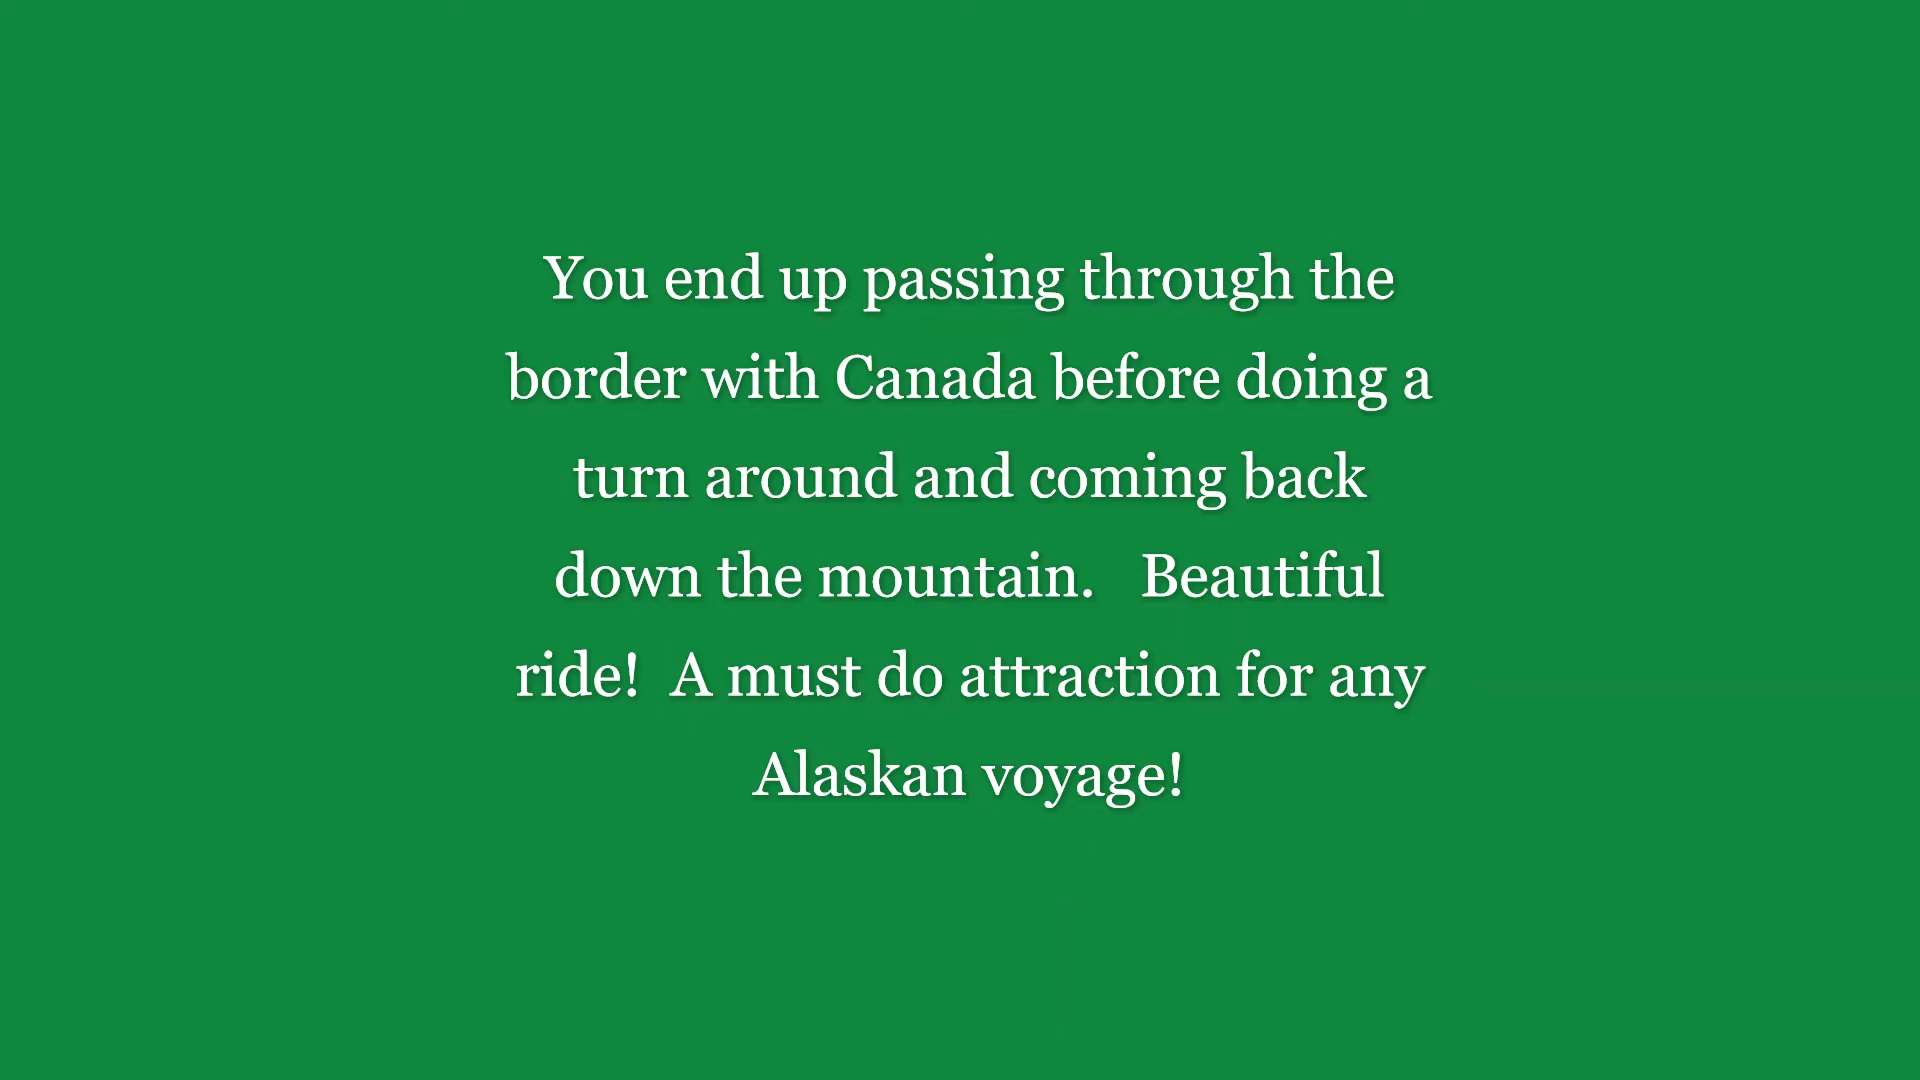 You end up passing through the
border with Canada before doing a
turn around and coming back
down the mountain.   Beautiful
ride!  A must do attraction for any
Alaskan voyage!